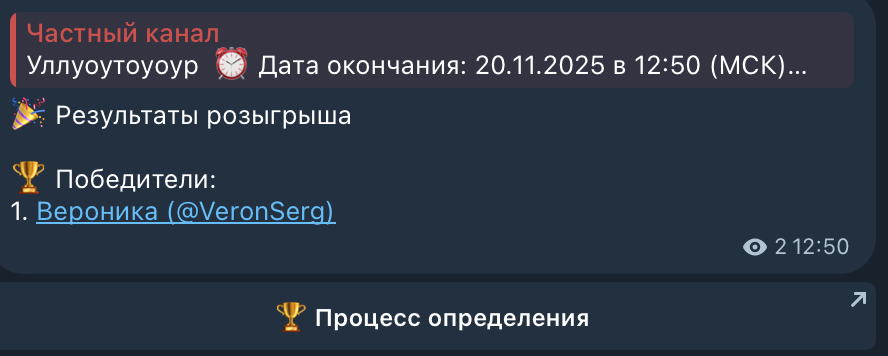 Частный канал
Уллуоутоуоур ⏰ Дата окончания: 20.11.2025 в 12:50 (МСК)...
🎉 Результаты розыгрыша
🏆 Победители:
1. Вероника (@VeronSerg)
2 12:50
🏆 Процесс определения